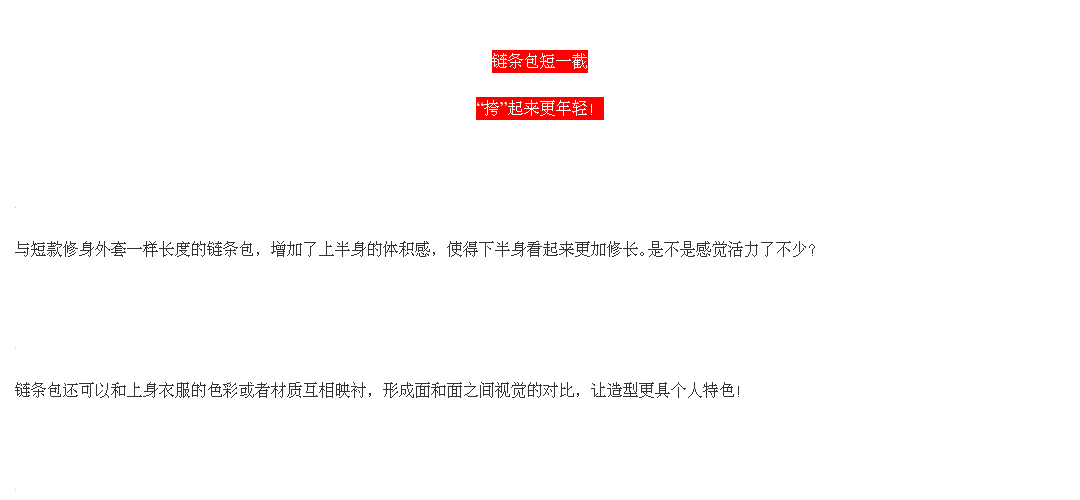 链条包短一截
“挎”起来更年轻!
与短款修身外套一样长度的链条包，增加了上半身的体积感，使得下半身看起来更加修长。是不是感觉活力了不少?
链条包还可以和上身衣服的色彩或者材质互相映衬，形成面和面之间视觉的对比，让造型更具个人特色!